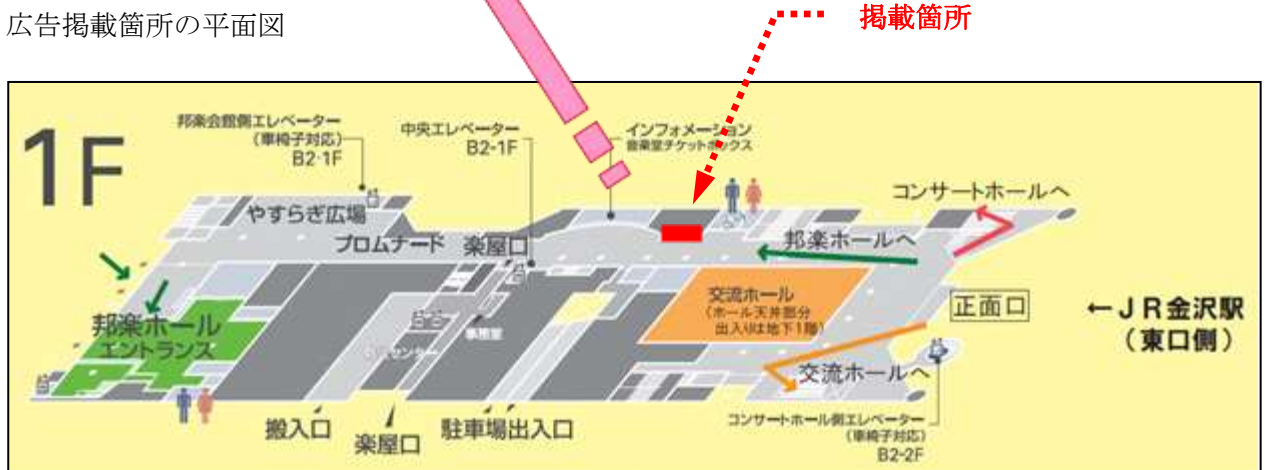 広告掲載箇所の平面図
掲載箇所
1F
邦楽会館側エレベーター
(車椅子対応)
B2-1F
中央エレベーター
B2-1F
インフォメーション
音楽堂チケットボックス
コンサートホールへ
やすらぎ広場
プロムナード
楽屋口
邦楽ホールへ
交流ホール
(ホール天井部分
出入りは地下1階)
正面口
←JR金沢駅
(東口側)
邦楽ホール
エントランス
事務室
センター
交流ホールへ
搬入口
楽屋口
駐車場出入口
コンサートホール側エレベーター
(車椅子対応)
B2-2F